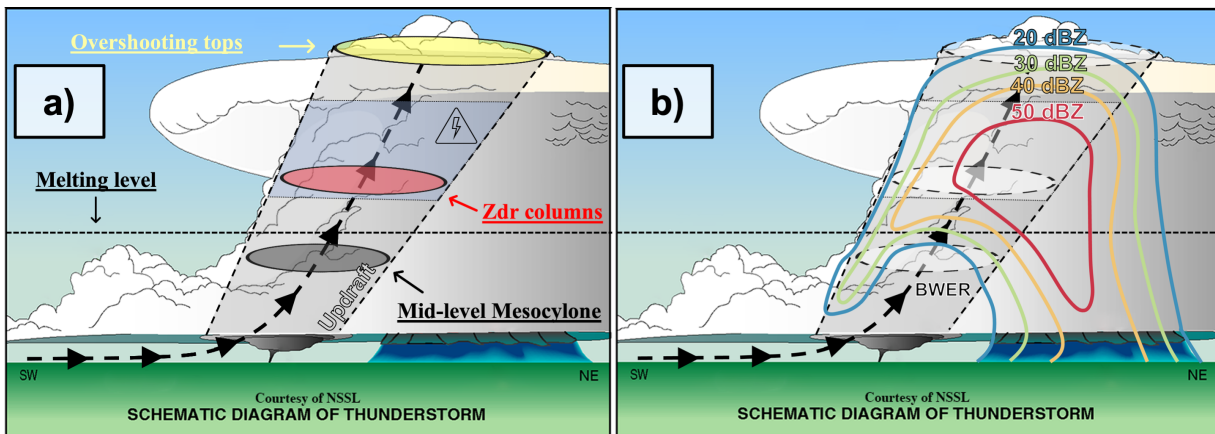 a)
Overshooting tops
Melting level
Zdr columns
Updraft
Mid-level Mesocylone
SW
NE
Courtesy of NSSL
SCHEMATIC DIAGRAM OF THUNDERSTORM
b)
20 dBZ
30 dBZ
40 dBZ
50 dBZ
BWER
SW
NE
Courtesy of NSSL
SCHEMATIC DIAGRAM OF THUNDERSTORM